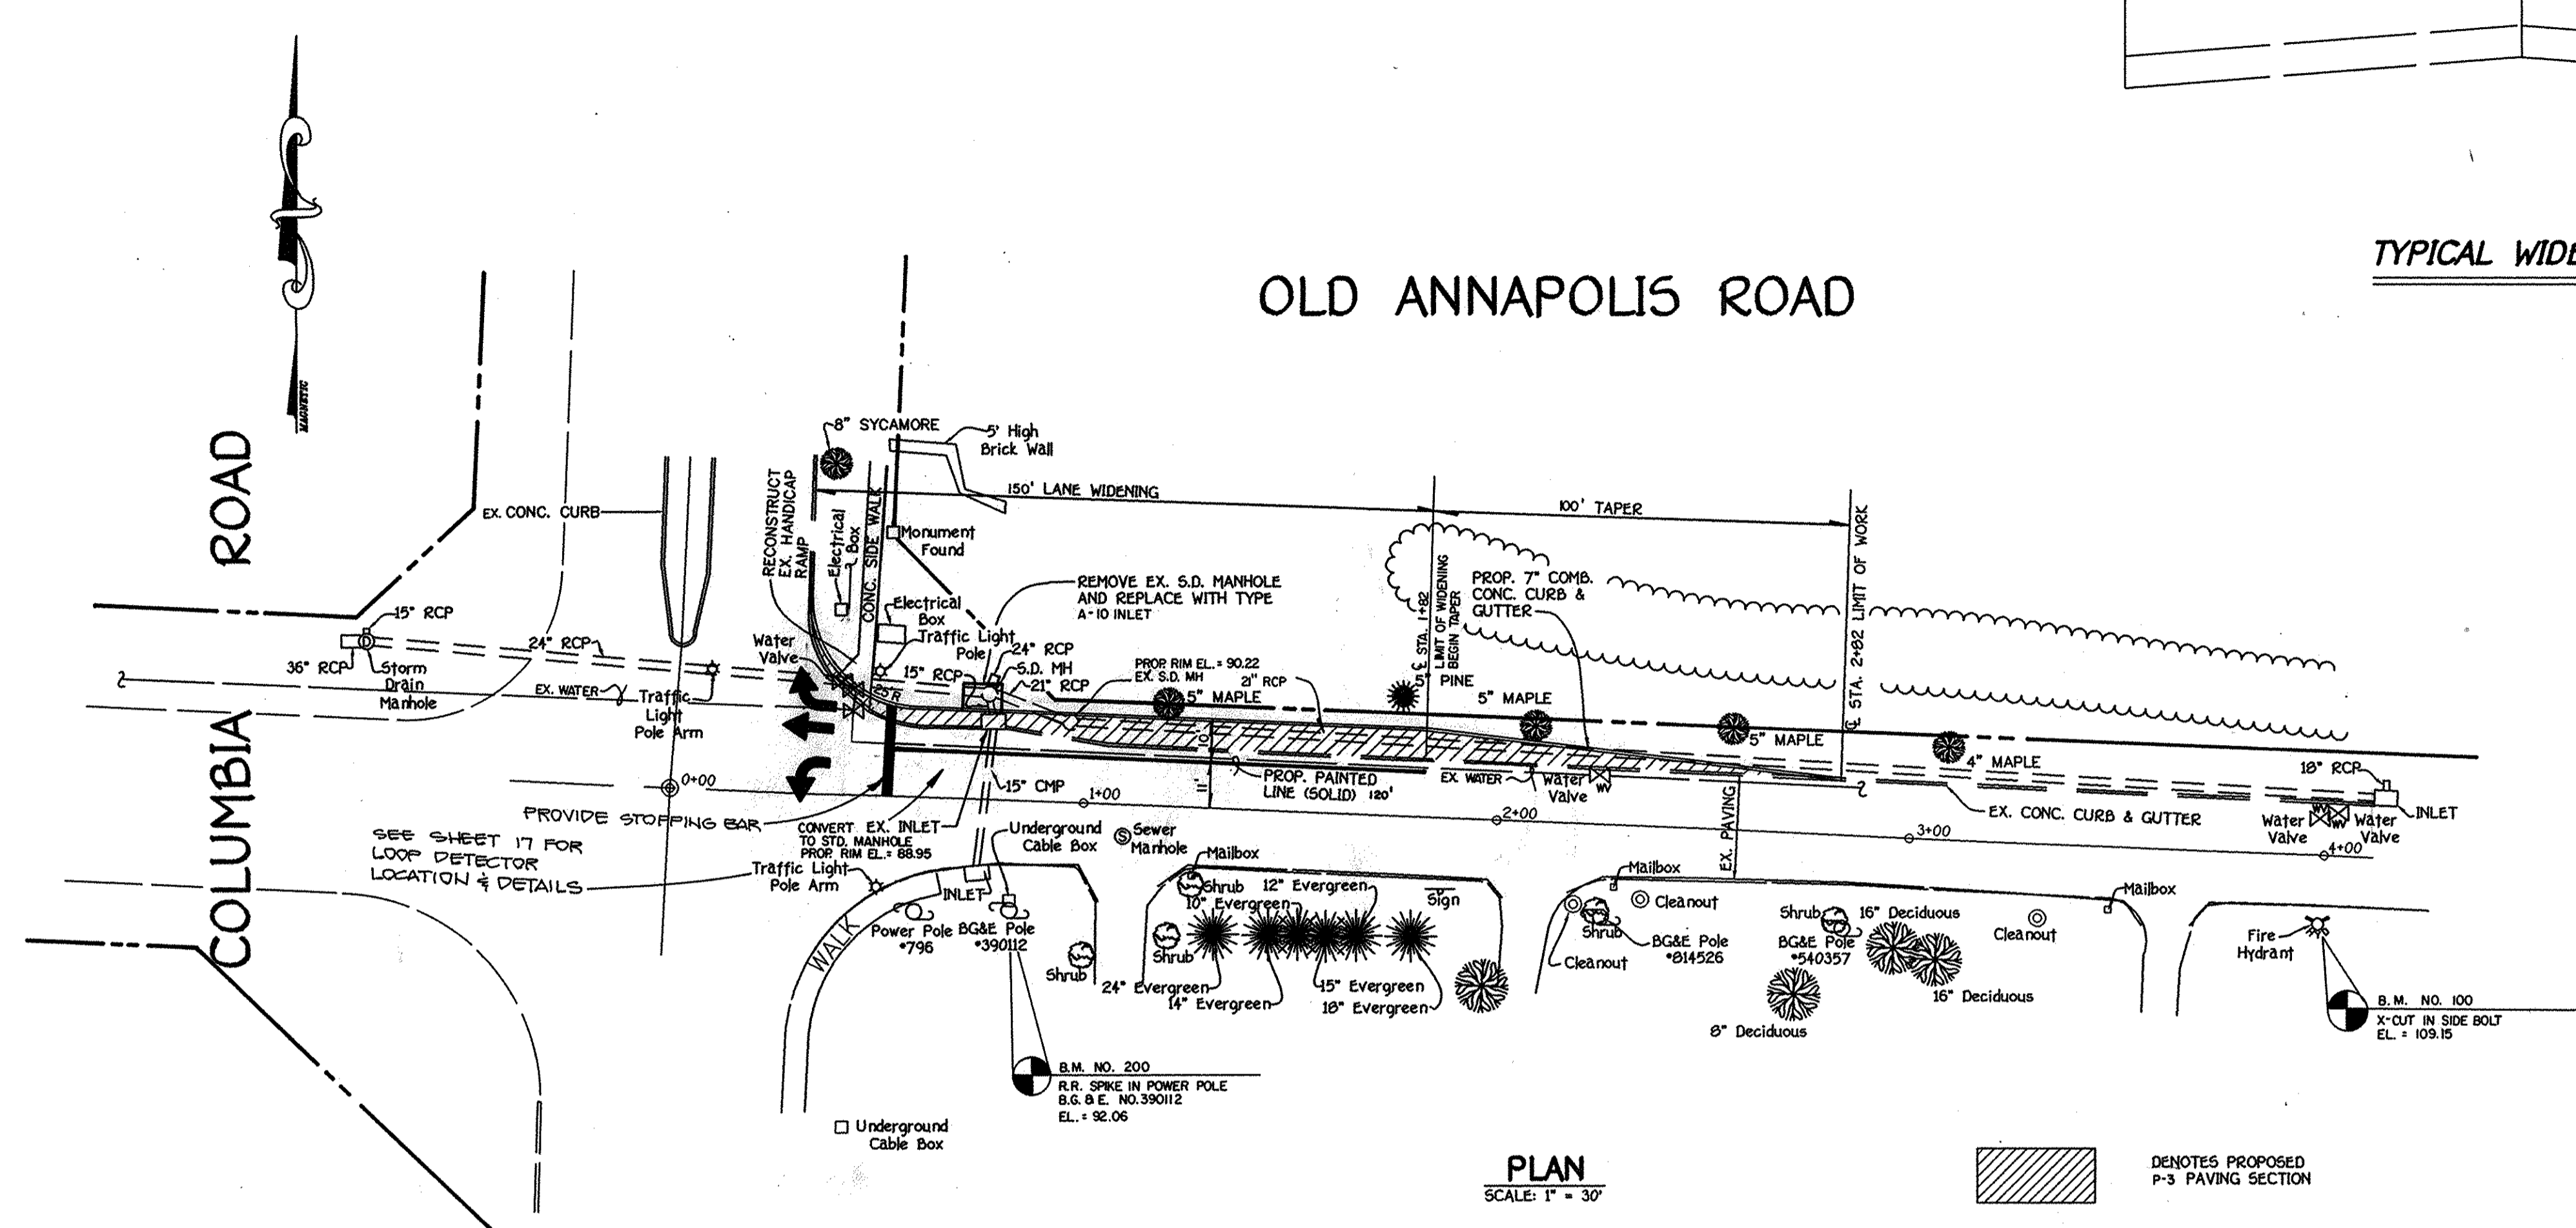 TYPICAL WIDE
OLD ANNAPOLIS ROAD
COLUMBIA ROAD
MAGNETIC
8" SYCAMORE
5' High
Brick Wall
150' LANE WIDENING
100' TAPER
EX. CONC. CURB
RECONSTRUCT
EX. HANDICAP
RAMP
Electrical
Box
CONC. SIDE WALK
Monument
Found
REMOVE EX. S.D. MANHOLE
AND REPLACE WITH TYPE
A-10 INLET
Electrical
Box
Traffic Light
Pole
Water
Valve
24" RCP
S.D. MH
15" RCP
21" RCP
25' R
PROP. RIM EL. = 90.22
EX. S.D. MH
21" RCP
5" MAPLE
℄ STA. 1+82
LIMIT OF WIDENING
BEGIN TAPER
PROP. 7" COMB.
CONC. CURB &
GUTTER
℄ STA. 2+82 LIMIT OF WORK
5" PINE
5" MAPLE
5" MAPLE
4" MAPLE
15" RCP
24" RCP
36" RCP
Storm
Drain
Manhole
EX. WATER
Traffic
Light
Pole Arm
0+00
1+00
2+00
3+00
4+00
10'
11'
PROP. PAINTED
LINE (SOLID) 120'
EX. WATER
Water
Valve
WV
EX. PAVING
18" RCP
INLET
EX. CONC. CURB & GUTTER
Water
Valve
WV
WV
Water
Valve
PROVIDE STOPPING BAR
15" CMP
CONVERT EX. INLET
TO STD. MANHOLE
PROP. RIM EL. = 88.95
Underground
Cable Box
Sewer
Manhole
SEE SHEET 17 FOR
LOOP DETECTOR
LOCATION & DETAILS
Traffic Light
Pole Arm
INLET
WALK
Power Pole
*796
BG&E Pole
*390112
Shrub
Mailbox
Shrub
12" Evergreen
10" Evergreen
Sign
Shrub
24" Evergreen
14" Evergreen
15" Evergreen
18" Evergreen
Mailbox
Cleanout
Shrub
Cleanout
BG&E Pole
*814526
Shrub
16" Deciduous
BG&E Pole
*540357
16" Deciduous
8" Deciduous
Mailbox
Cleanout
Fire
Hydrant
B.M. NO. 100
X-CUT IN SIDE BOLT
EL. = 109.15
B.M. NO. 200
R.R. SPIKE IN POWER POLE
B.G. & E. NO. 390112
EL. = 92.06
Underground
Cable Box
PLAN
SCALE: 1" = 30'
DENOTES PROPOSED
P-3 PAVING SECTION